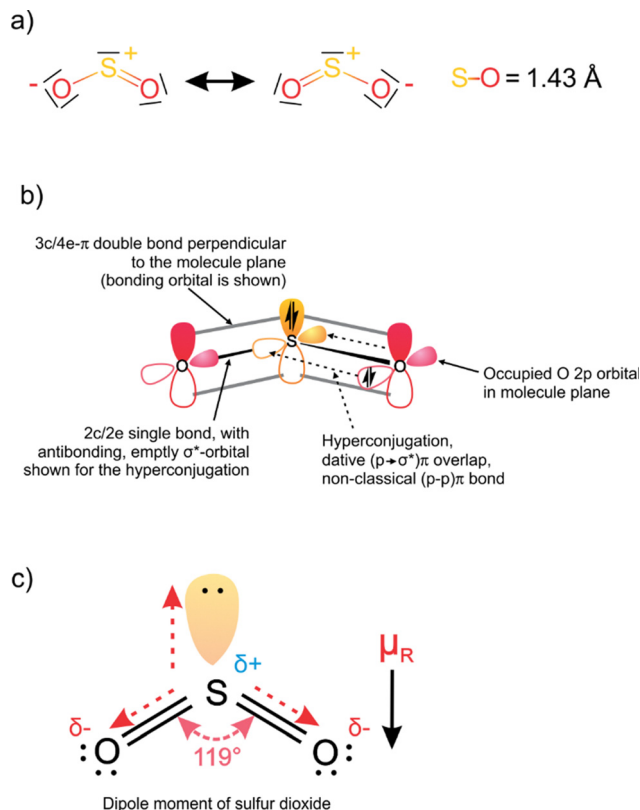 a)
- O S + O
O S + O -
S-O = 1.43 Å
b)
3c/4e-π double bond perpendicular
to the molecule plane
(bonding orbital is shown)
O S O
Occupied O 2p orbital
in molecule plane
2c/2e single bond, with
antibonding, emptly σ*-orbital
shown for the hyperconjugation
Hyperconjugation,
dative (p→σ*)π overlap,
non-classical (p-p)π bond
c)
μR
δ+
S
δ- δ-
O O
119°
Dipole moment of sulfur dioxide